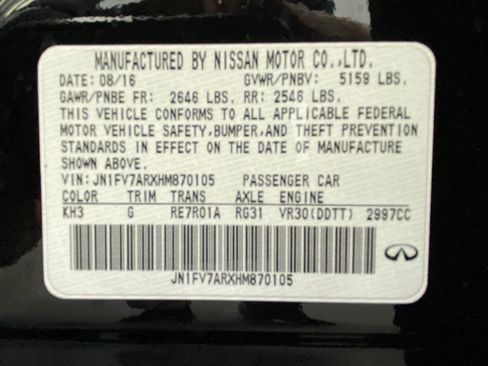 MANUFACTURED BY NISSAN MOTOR CO.,LTD.
DATE: 08/16 GVWR/PNBV: 5159 LBS.
GAWR/PNBE FR: 2646 LBS. RR: 2546 LBS.
THIS VEHICLE CONFORMS TO ALL APPLICABLE FEDERAL
MOTOR VEHICLE SAFETY,BUMPER,AND THEFT PREVENTION
STANDARDS IN EFFECT ON THE DATE OF MANUFACTURE
SHOWN ABOVE.
VIN: JN1FV7ARXHM870105 PASSENGER CAR
COLOR TRIM TRANS AXLE ENGINE
KH3 G RE7R01A RG31 VR30(DDTT) 2997CC
JN1FV7ARXHM870105